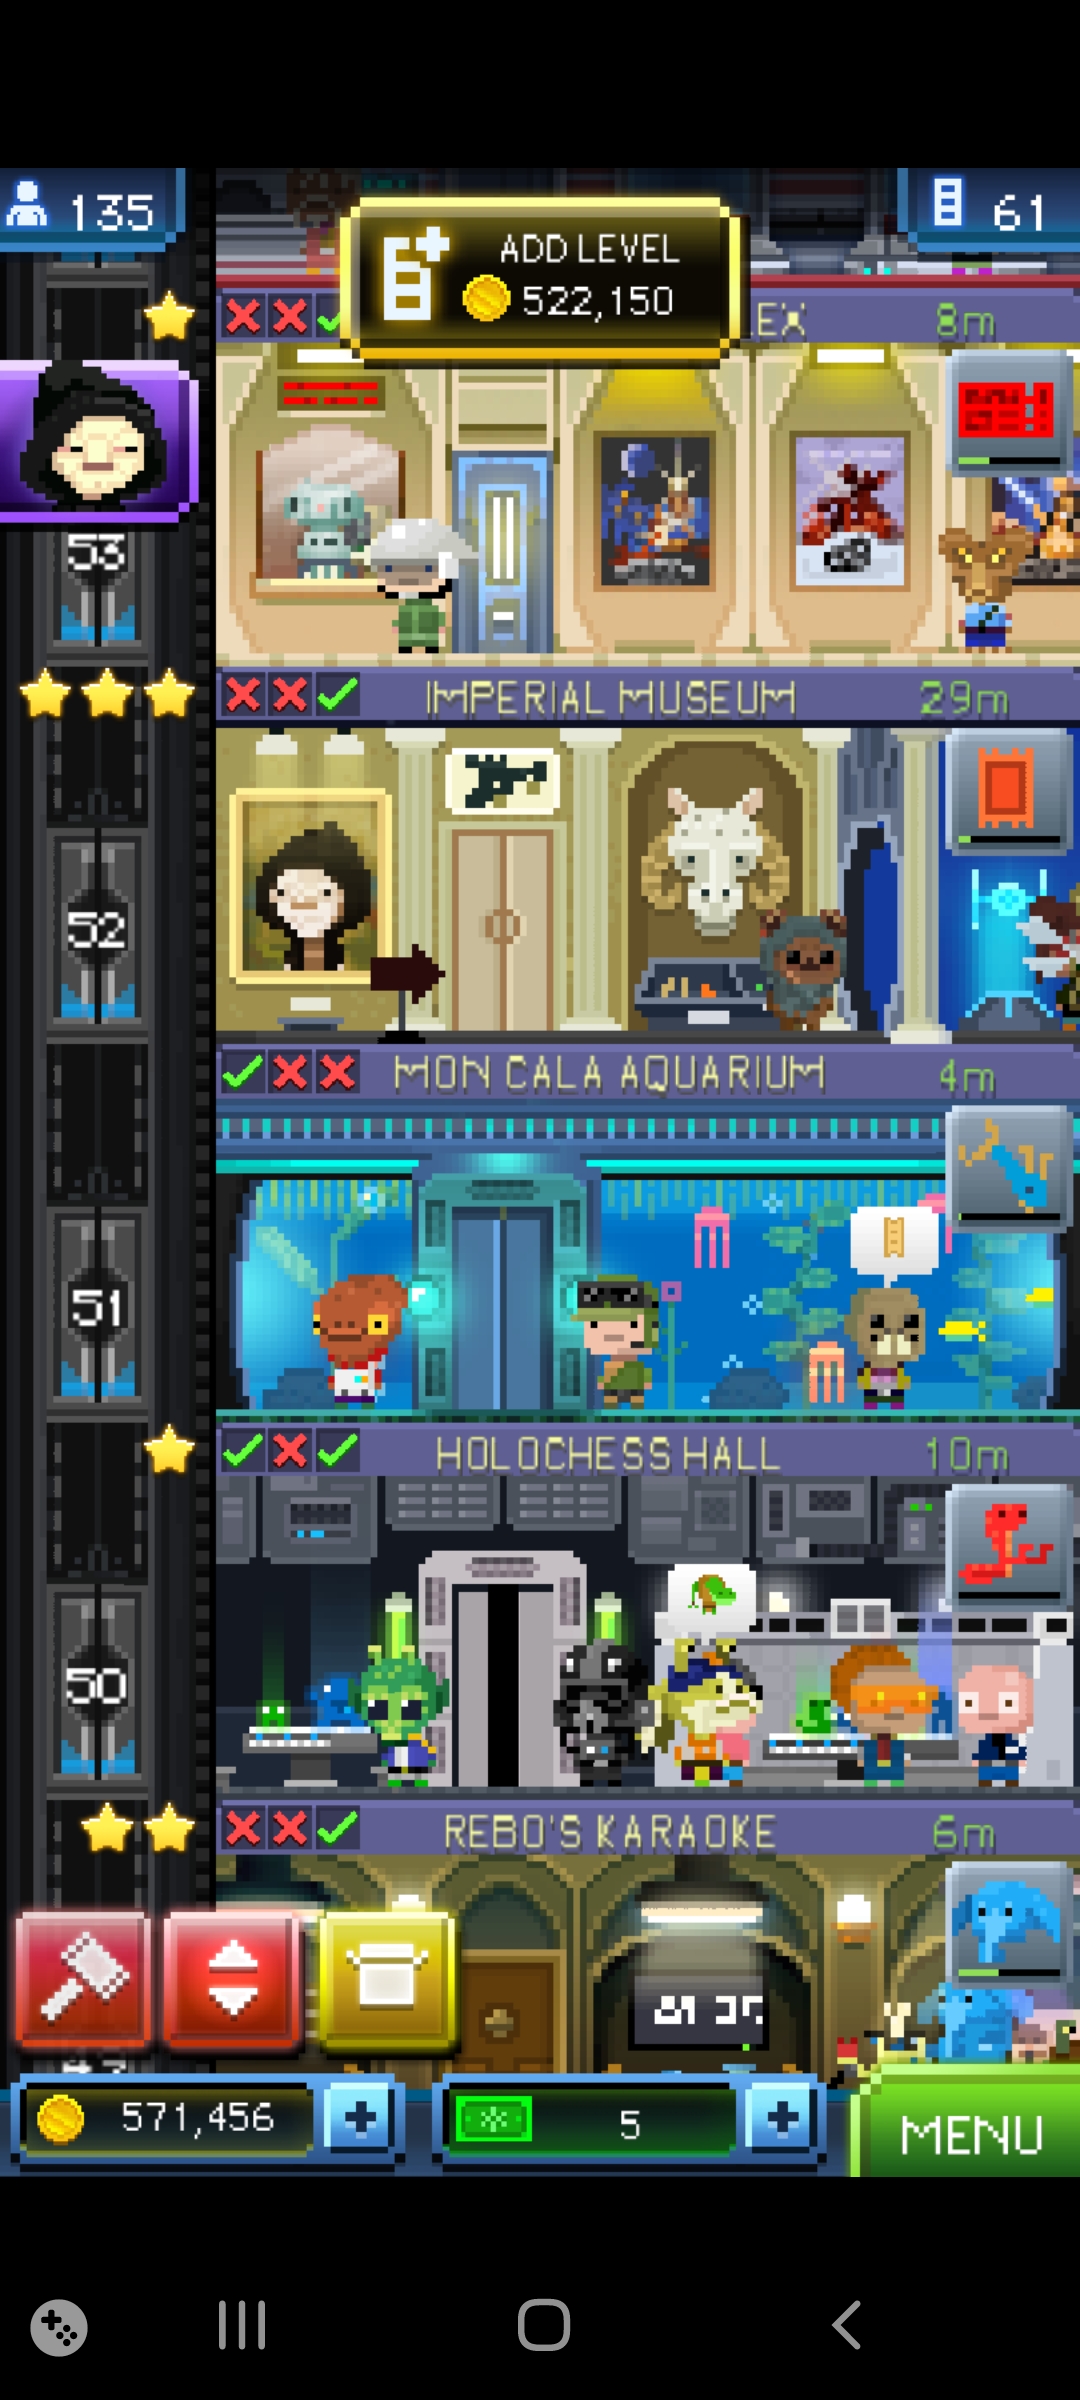 135
61
ADD LEVEL
522,150
EX
8m
53
IMPERIAL MUSEUM
29m
52
MON CALA AQUARIUM
4m
51
HOLOCHESS HALL
10m
50
REBO'S KARAOKE
6m
571,456
5
MENU